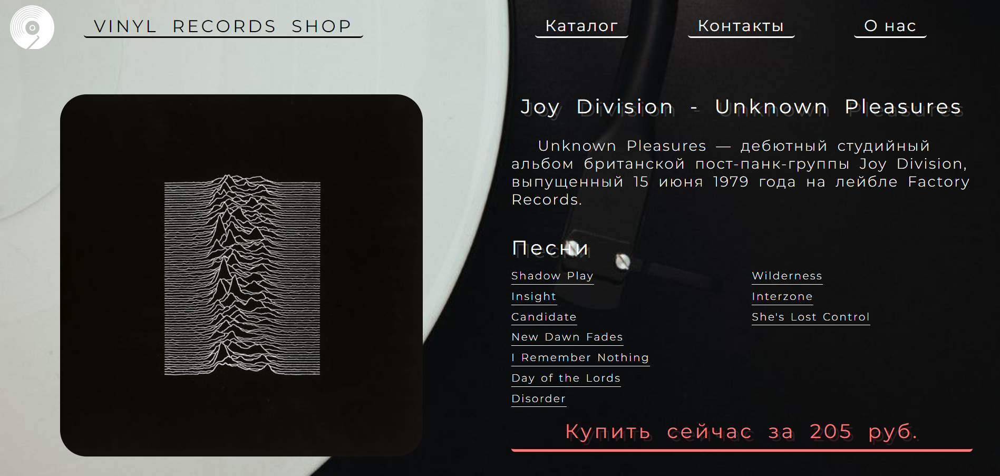 VINYL RECORDS SHOP
Каталог
Контакты
О нас
Joy Division - Unknown Pleasures
Unknown Pleasures — дебютный студийный
альбом британской пост-панк-группы Joy Division,
выпущенный 15 июня 1979 года на лейбле Factory
Records.
Песни
Shadow Play
Insight
Candidate
New Dawn Fades
I Remember Nothing
Day of the Lords
Disorder
Wilderness
Interzone
She's Lost Control
Купить сейчас за 205 руб.